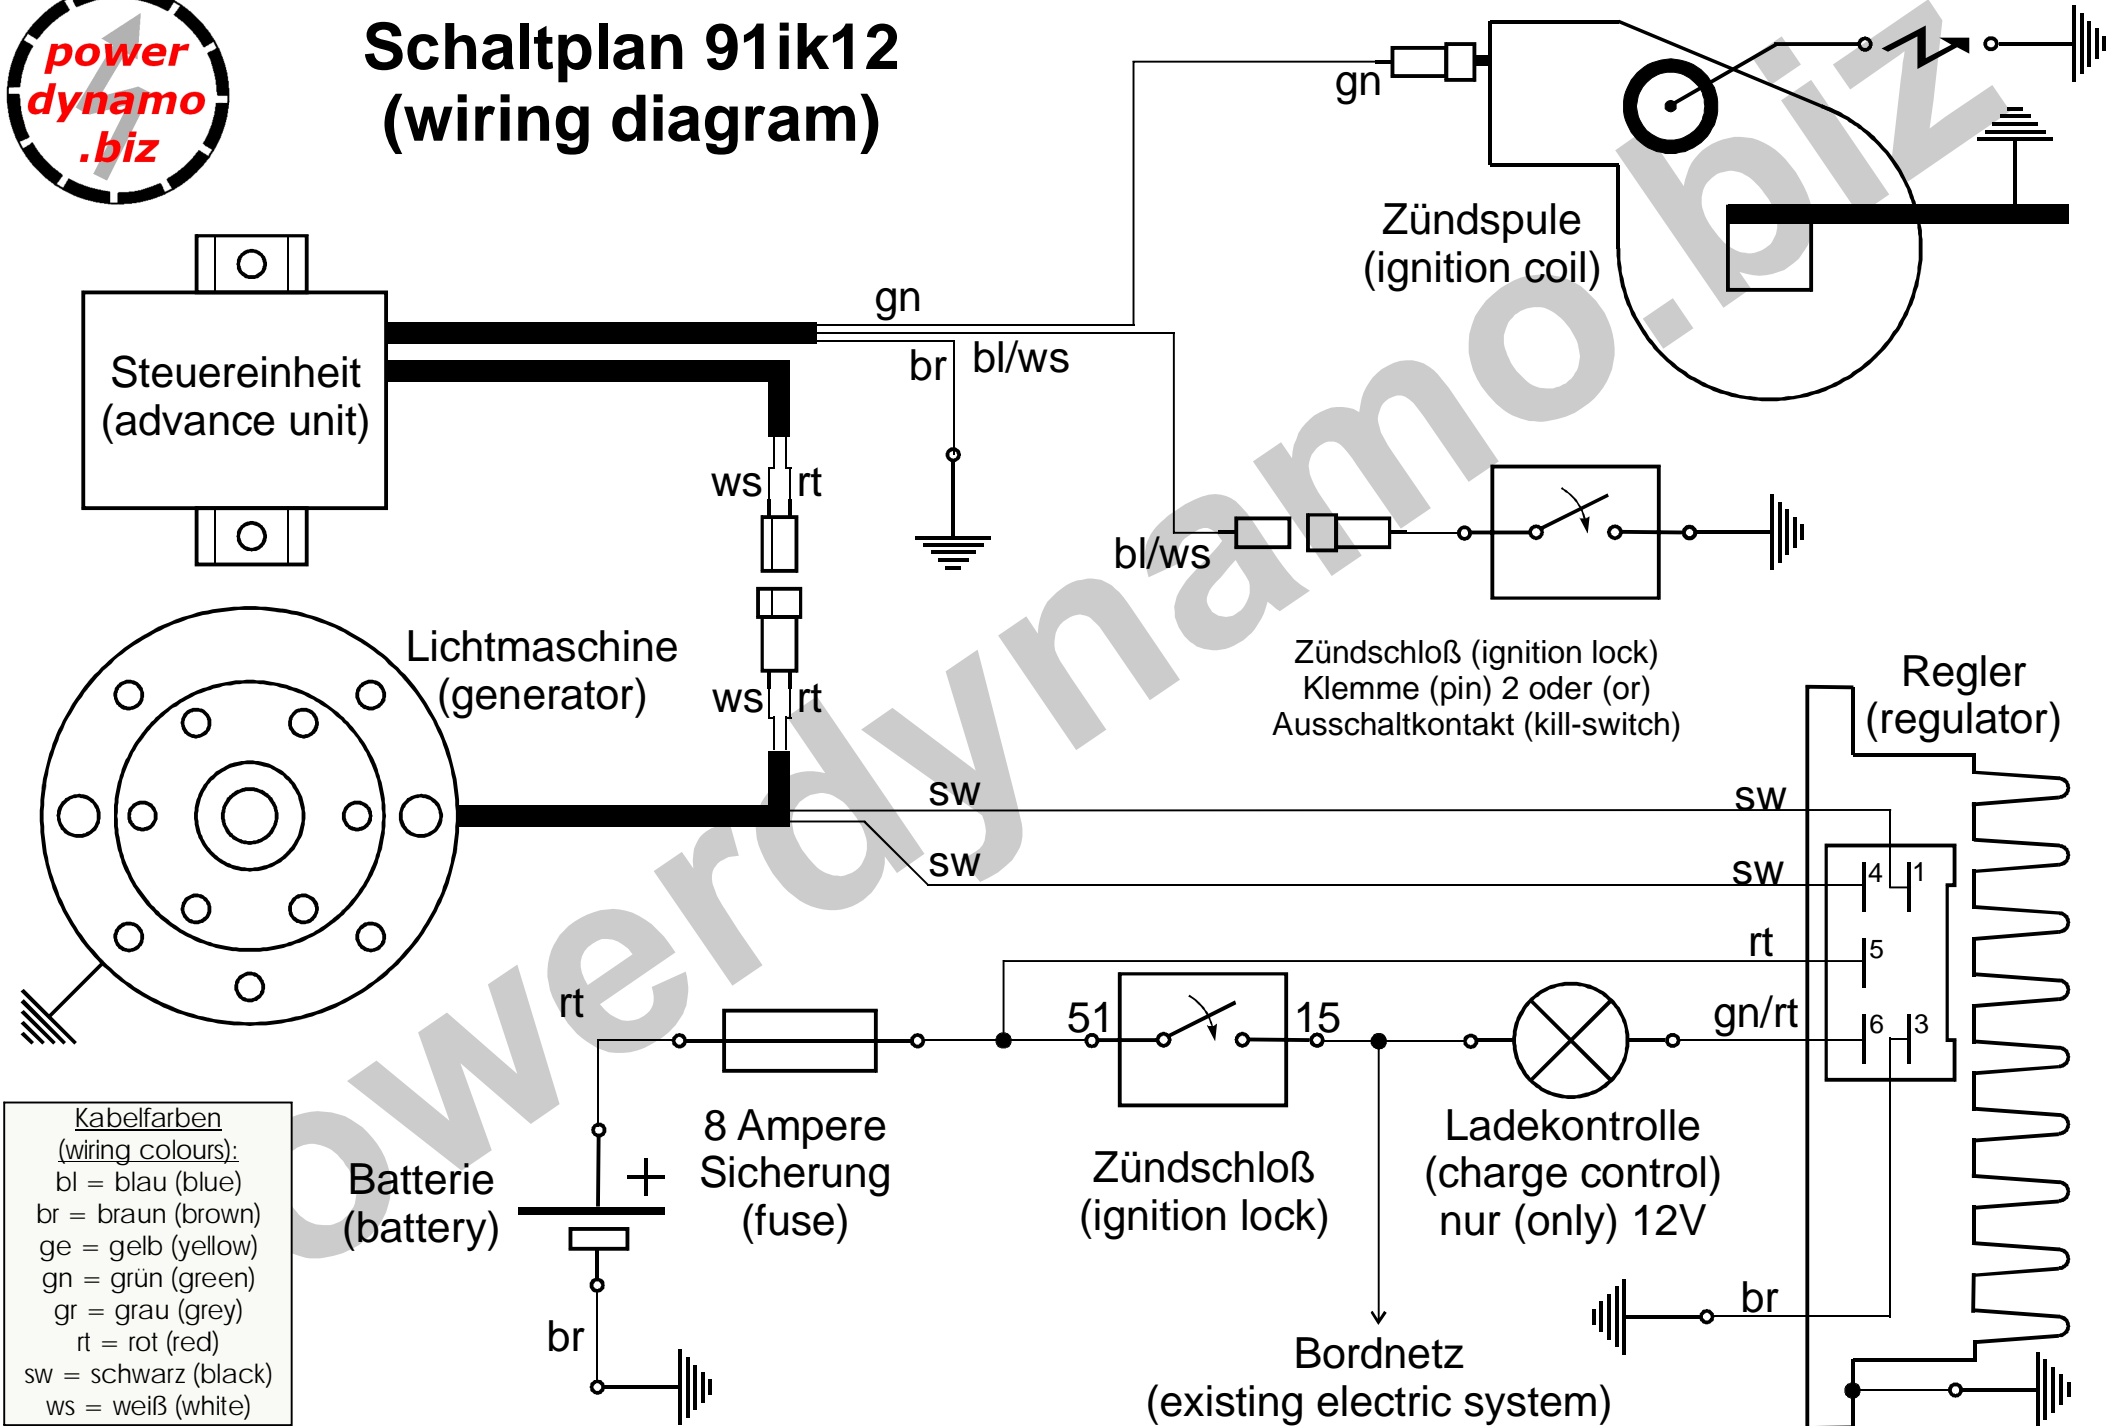 power
dynamo
.biz
Schaltplan 91ik12
(wiring diagram)
gn
Zündspule
(ignition coil)
gn
br
bl/ws
Steuereinheit
(advance unit)
ws
rt
bl/ws
Lichtmaschine
(generator)
ws
rt
Zündschloß (ignition lock)
Klemme (pin) 2 oder (or)
Ausschaltkontakt (kill-switch)
Regler
(regulator)
sw
sw
sw
sw
4
1
rt
5
rt
51
15
gn/rt
6
3
8 Ampere
Sicherung
(fuse)
Batterie
(battery)
Zündschloß
(ignition lock)
Ladekontrolle
(charge control)
nur (only) 12V
br
br
Bordnetz
(existing electric system)
Kabelfarben
(wiring colours):
bl = blau (blue)
br = braun (brown)
ge = gelb (yellow)
gn = grün (green)
gr = grau (grey)
rt = rot (red)
sw = schwarz (black)
ws = weiß (white)
powerdynamo.biz